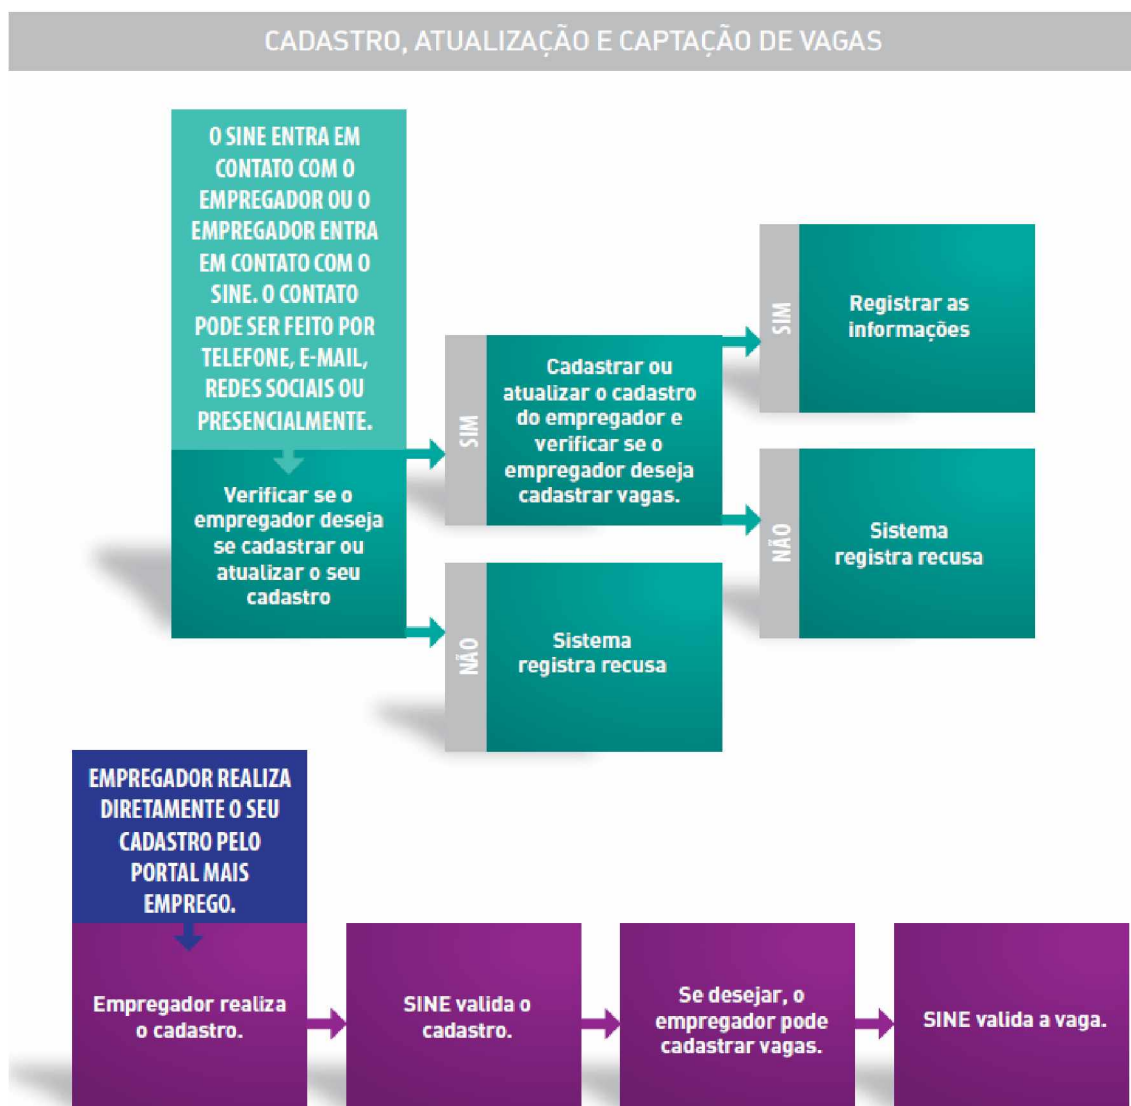 CADASTRO, ATUALIZAÇÃO E CAPTAÇÃO DE VAGAS
O SINE ENTRA EM
CONTATO COM O
EMPREGADOR OU O
EMPREGADOR ENTRA
EM CONTATO COM O
SINE. O CONTATO
PODE SER FEITO POR
TELEFONE, E-MAIL,
REDES SOCIAIS OU
PRESENCIALMENTE.
Verificar se o
empregador deseja
se cadastrar ou
atualizar o seu
cadastro
SIM
Cadastrar ou
atualizar o cadastro
do empregador e
verificar se o
empregador deseja
cadastrar vagas.
SIM
Registrar as
informações
NÃO
Sistema
registra recusa
NÃO
Sistema
registra recusa
EMPREGADOR REALIZA
DIRETAMENTE O SEU
CADASTRO PELO
PORTAL MAIS
EMPREGO.
Empregador realiza
o cadastro.
SINE valida o
cadastro.
Se desejar, o
empregador pode
cadastrar vagas.
SINE valida a vaga.